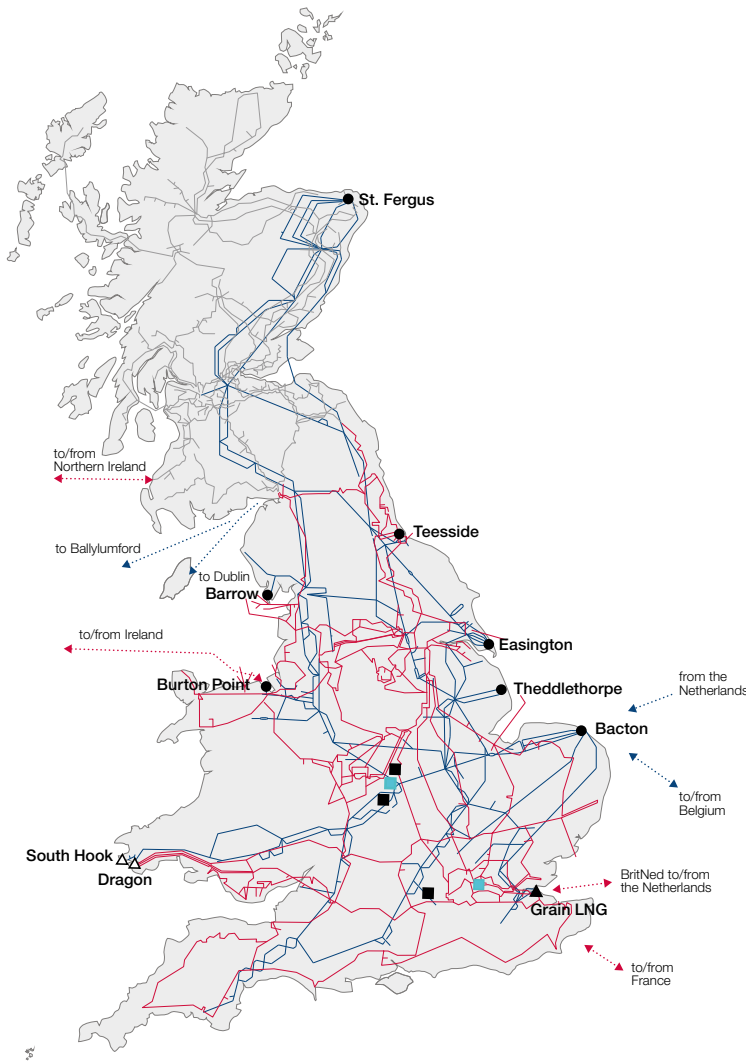 St. Fergus
to/from
Northern Ireland
Teesside
to Ballylumford
to Dublin
Barrow
to/from Ireland
Easington
Burton Point
Theddlethorpe
from the
Netherlands
Bacton
to/from
Belgium
South Hook
Dragon
BritNed to/from
the Netherlands
Grain LNG
to/from
France